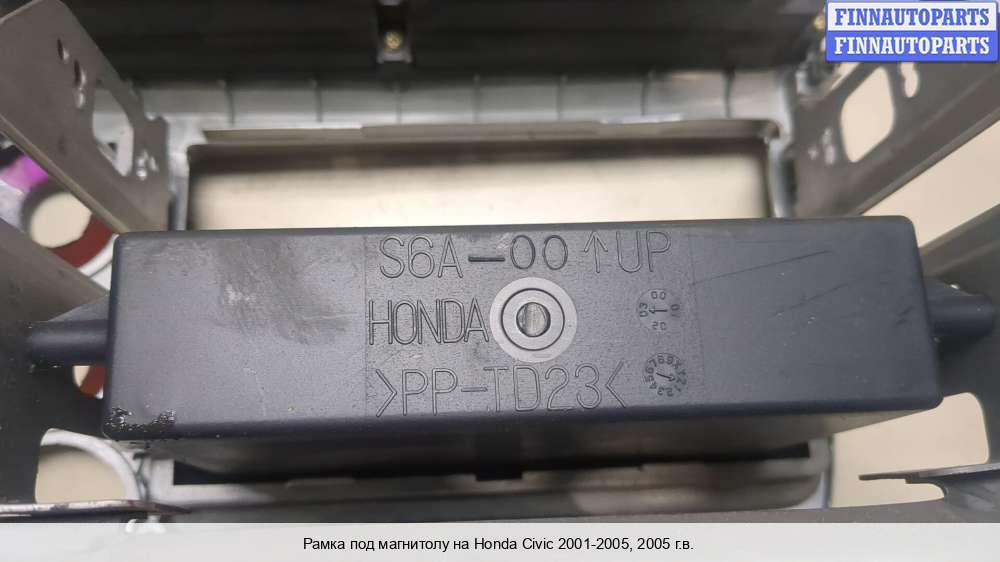 FINNAUTOPARTS
FINNAUTOPARTS
S6A-00 ↑UP
HONDA
>PP-TD23<
Рамка под магнитолу на Honda Civic 2001-2005, 2005 г.в.